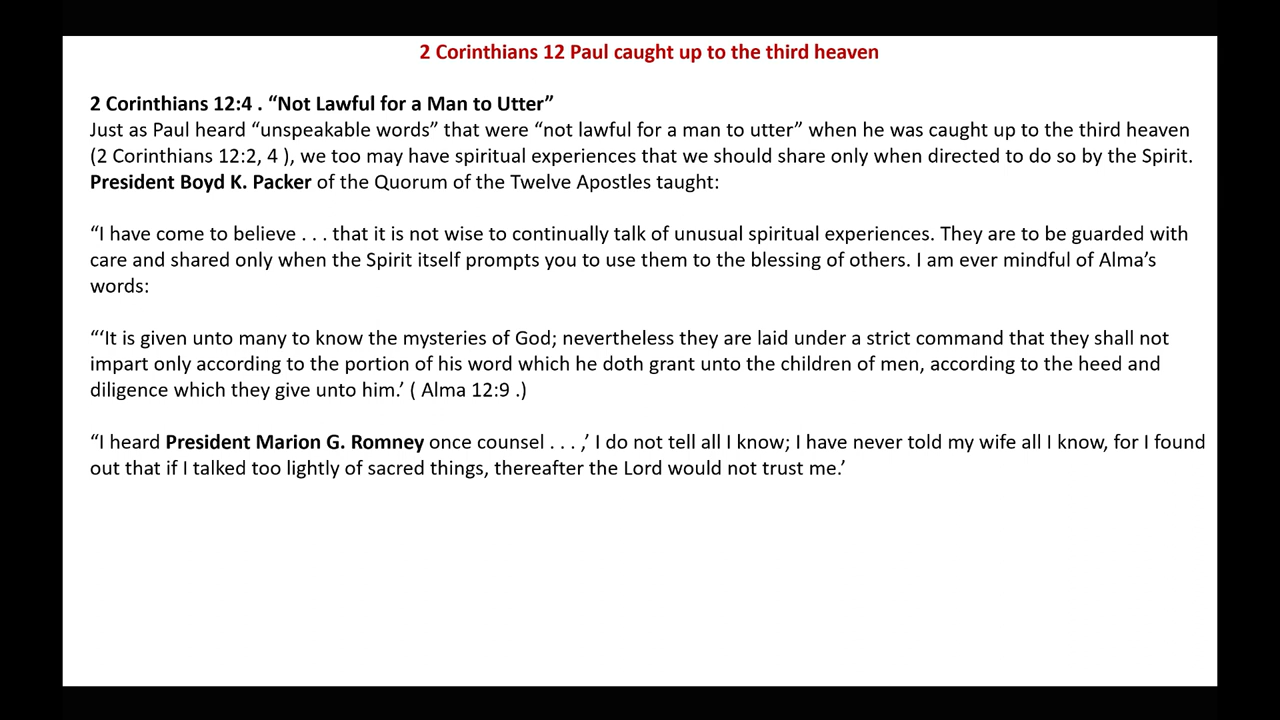 2 Corinthians 12 Paul caught up to the third heaven
2 Corinthians 12:4 . “Not Lawful for a Man to Utter”
Just as Paul heard “unspeakable words” that were “not lawful for a man to utter” when he was caught up to the third heaven
(2 Corinthians 12:2, 4 ), we too may have spiritual experiences that we should share only when directed to do so by the Spirit.
President Boyd K. Packer of the Quorum of the Twelve Apostles taught:
“I have come to believe . . . that it is not wise to continually talk of unusual spiritual experiences. They are to be guarded with
care and shared only when the Spirit itself prompts you to use them to the blessing of others. I am ever mindful of Alma’s
words:
“‘It is given unto many to know the mysteries of God; nevertheless they are laid under a strict command that they shall not
impart only according to the portion of his word which he doth grant unto the children of men, according to the heed and
diligence which they give unto him.’ ( Alma 12:9 .)
“I heard President Marion G. Romney once counsel . . . ,’ I do not tell all I know; I have never told my wife all I know, for I found
out that if I talked too lightly of sacred things, thereafter the Lord would not trust me.’